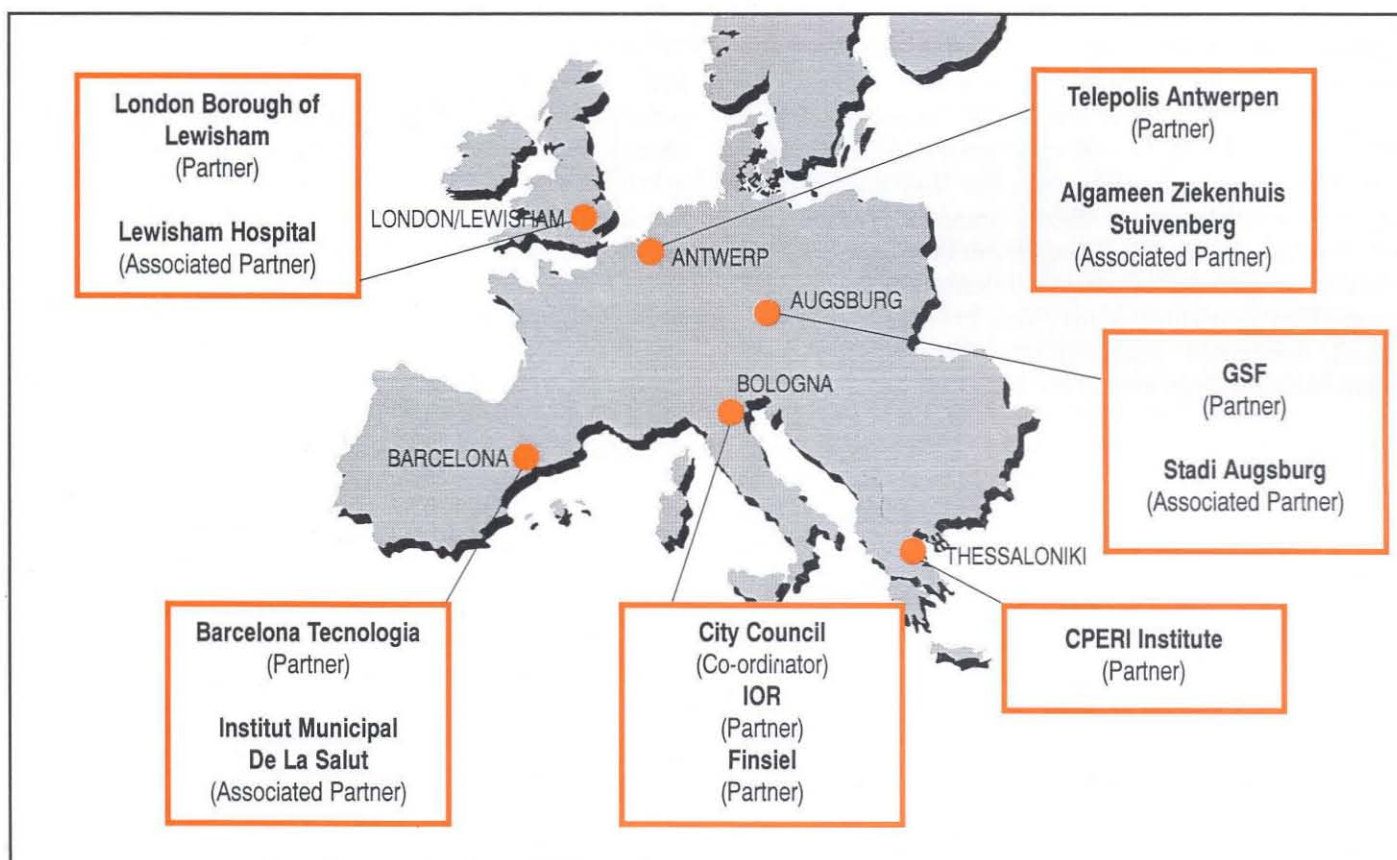 London Borough of
Lewisham
(Partner)
Lewisham Hospital
(Associated Partner)
LONDON/LEWISHAM
Telepolis Antwerpen
(Partner)
Algameen Ziekenhuis
Stuivenberg
(Associated Partner)
ANTWERP
AUGSBURG
GSF
(Partner)
Stadi Augsburg
(Associated Partner)
BOLOGNA
BARCELONA
THESSALONIKI
Barcelona Tecnologia
(Partner)
Institut Municipal
De La Salut
(Associated Partner)
City Council
(Co-ordinator)
IOR
(Partner)
Finsiel
(Partner)
CPERI Institute
(Partner)